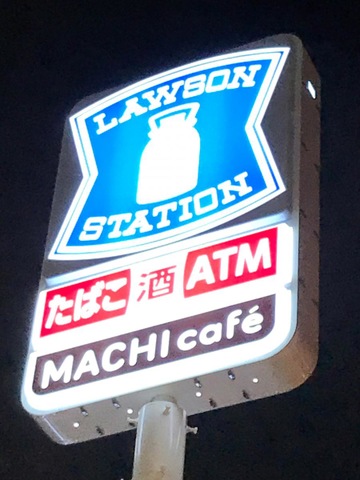 LAWSON
STATION
たばこ 酒 ATM
MACHI café